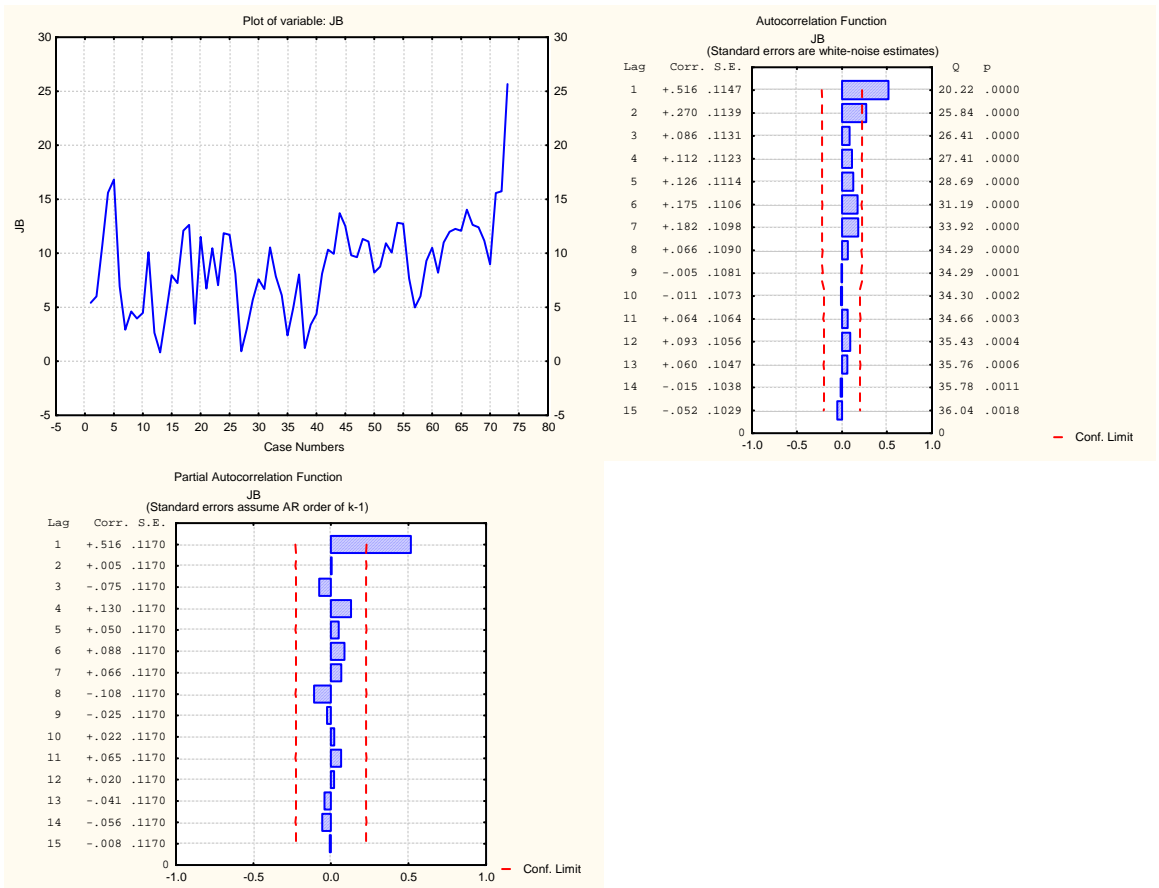 Plot of variable: JB
30 30
25 25
20 20
15 15
10 10
5 5
0 0
-5 -5
-5 0 5 10 15 20 25 30 35 40 45 50 55 60 65 70 75 80
JB
Case Numbers
Autocorrelation Function
JB
(Standard errors are white-noise estimates)
Lag Corr. S.E. Q p
1 +.516 .1147 20.22 .0000
2 +.270 .1139 25.84 .0000
3 +.086 .1131 26.41 .0000
4 +.112 .1123 27.41 .0000
5 +.126 .1114 28.69 .0000
6 +.175 .1106 31.19 .0000
7 +.182 .1098 33.92 .0000
8 +.066 .1090 34.29 .0000
9 -.005 .1081 34.29 .0001
10 -.011 .1073 34.30 .0002
11 +.064 .1064 34.66 .0003
12 +.093 .1056 35.43 .0004
13 +.060 .1047 35.76 .0006
14 -.015 .1038 35.78 .0011
15 -.052 .1029 36.04 .0018
0 0
-1.0 -0.5 0.0 0.5 1.0
Conf. Limit
Partial Autocorrelation Function
JB
(Standard errors assume AR order of k-1)
Lag Corr. S.E.
1 +.516 .1170
2 +.005 .1170
3 -.075 .1170
4 +.130 .1170
5 +.050 .1170
6 +.088 .1170
7 +.066 .1170
8 -.108 .1170
9 -.025 .1170
10 +.022 .1170
11 +.065 .1170
12 +.020 .1170
13 -.041 .1170
14 -.056 .1170
15 -.008 .1170
0
-1.0 -0.5 0.0 0.5 1.0
Conf. Limit